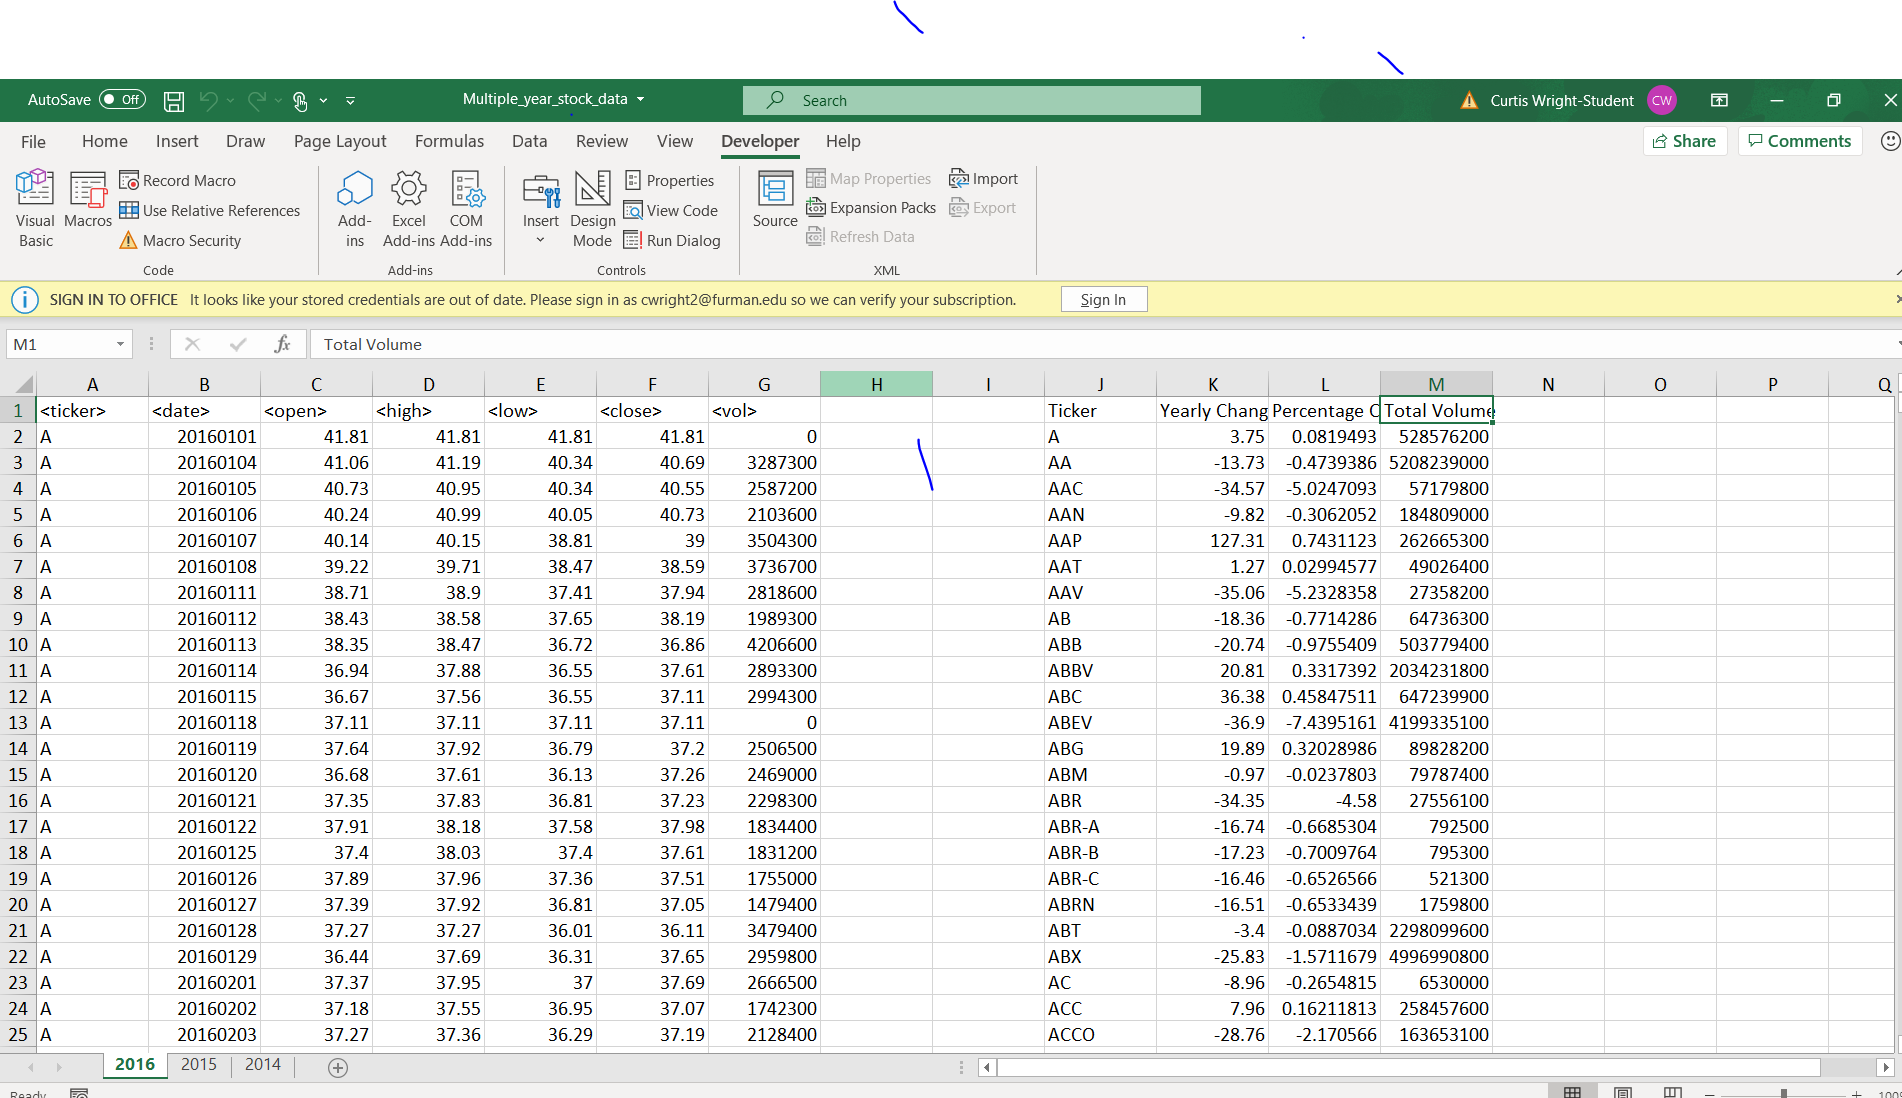 AutoSave Off Multiple_year_stock_data Search Curtis Wright-Student CW
File Home Insert Draw Page Layout Formulas Data Review View Developer Help Share Comments
Visual Basic
Macros
Record Macro
Use Relative References
Macro Security
Code
Add-ins
Excel Add-ins
COM Add-ins
Add-ins
Insert
Design Mode
Properties
View Code
Run Dialog
Controls
Source
Map Properties
Expansion Packs
Refresh Data
Import
Export
XML
SIGN IN TO OFFICE It looks like your stored credentials are out of date. Please sign in as cwright2@furman.edu so we can verify your subscription. Sign In
M1 fx Total Volume
A B C D E F G H I J K L M N O P Q
1 <ticker> <date> <open> <high> <low> <close> <vol> Ticker Yearly Chang Percentage C Total Volume
2 A 20160101 41.81 41.81 41.81 41.81 0 A 3.75 0.0819493 528576200
3 A 20160104 41.06 41.19 40.34 40.69 3287300 AA -13.73 -0.4739386 5208239000
4 A 20160105 40.73 40.95 40.34 40.55 2587200 AAC -34.57 -5.0247093 57179800
5 A 20160106 40.24 40.99 40.05 40.73 2103600 AAN -9.82 -0.3062052 184809000
6 A 20160107 40.14 40.15 38.81 39 3504300 AAP 127.31 0.7431123 262665300
7 A 20160108 39.22 39.71 38.47 38.59 3736700 AAT 1.27 0.02994577 49026400
8 A 20160111 38.71 38.9 37.41 37.94 2818600 AAV -35.06 -5.2328358 27358200
9 A 20160112 38.43 38.58 37.65 38.19 1989300 AB -18.36 -0.7714286 64736300
10 A 20160113 38.35 38.47 36.72 36.86 4206600 ABB -20.74 -0.9755409 503779400
11 A 20160114 36.94 37.88 36.55 37.61 2893300 ABBV 20.81 0.3317392 2034231800
12 A 20160115 36.67 37.56 36.55 37.11 2994300 ABC 36.38 0.45847511 647239900
13 A 20160118 37.11 37.11 37.11 37.11 0 ABEV -36.9 -7.4395161 4199335100
14 A 20160119 37.64 37.92 36.79 37.2 2506500 ABG 19.89 0.32028986 89828200
15 A 20160120 36.68 37.61 36.13 37.26 2469000 ABM -0.97 -0.0237803 79787400
16 A 20160121 37.35 37.83 36.81 37.23 2298300 ABR -34.35 -4.58 27556100
17 A 20160122 37.91 38.18 37.58 37.98 1834400 ABR-A -16.74 -0.6685304 792500
18 A 20160125 37.4 38.03 37.4 37.61 1831200 ABR-B -17.23 -0.7009764 795300
19 A 20160126 37.89 37.96 37.36 37.51 1755000 ABR-C -16.46 -0.6526566 521300
20 A 20160127 37.39 37.92 36.81 37.05 1479400 ABRN -16.51 -0.6533439 1759800
21 A 20160128 37.27 37.27 36.01 36.11 3479400 ABT -3.4 -0.0887034 2298099600
22 A 20160129 36.44 37.69 36.31 37.65 2959800 ABX -25.83 -1.5711679 4996990800
23 A 20160201 37.37 37.95 37 37.69 2666500 AC -8.96 -0.2654815 6530000
24 A 20160202 37.18 37.55 36.95 37.07 1742300 ACC 7.96 0.16211813 258457600
25 A 20160203 37.27 37.36 36.29 37.19 2128400 ACCO -28.76 -2.170566 163653100
2016 2015 2014
Ready